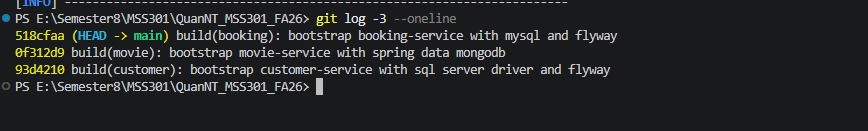 [INFO] ------------------------------------------------------------------------
PS E:\Semester8\MSS301\QuanNT_MSS301_FA26> git log -3 --oneline
518cfaa (HEAD -> main) build(booking): bootstrap booking-service with mysql and flyway
0f312d9 build(movie): bootstrap movie-service with spring data mongodb
93d4210 build(customer): bootstrap customer-service with sql server driver and flyway
PS E:\Semester8\MSS301\QuanNT_MSS301_FA26>